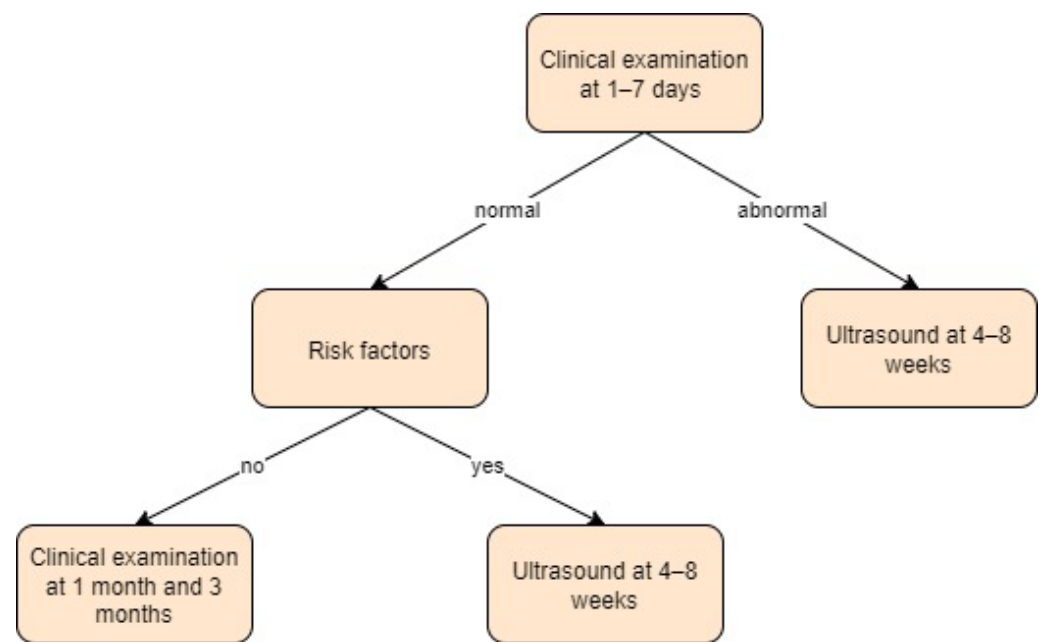 Clinical examination
at 1–7 days
normal
abnormal
Risk factors
Ultrasound at 4–8
weeks
no
yes
Clinical examination
at 1 month and 3
months
Ultrasound at 4–8
weeks